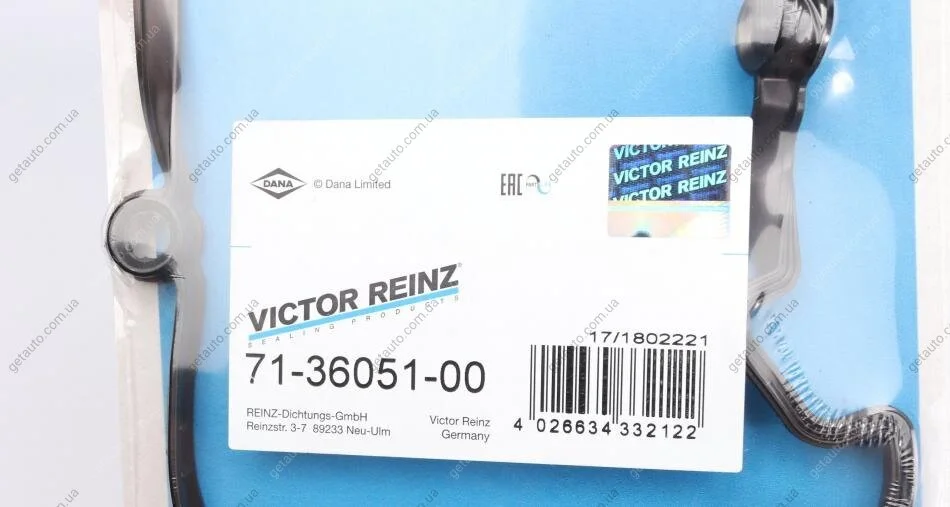 DANA © Dana Limited
EAC
VICTOR REINZ
VICTOR REINZ
VICTOR REINZ
VICTOR REINZ®
SEALING PRODUCTS
17/1802221
71-36051-00
REINZ-Dichtungs-GmbH
Reinzstr. 3-7 89233 Neu-Ulm
Victor Reinz
Germany
4 026634 332122
getauto.com.ua